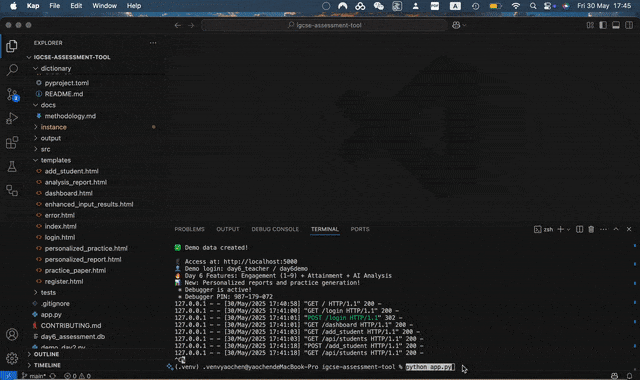 Kap File Edit Window Help
Fri 30 May 17:45
igcse-assessment-tool
EXPLORER
IGCSE-ASSESSMENT-TOOL
dictionary
pyproject.toml
README.md
docs
methodology.md
instance
output
src
templates
add_student.html
analysis_report.html
dashboard.html
enhanced_input_results.html
error.html
index.html
login.html
personalized_practice.html
personalized_report.html
practice_paper.html
register.html
tests
.gitignore
app.py
CONTRIBUTING.md
day6_assessment.db
OUTLINE
TIMELINE
PROBLEMS OUTPUT DEBUG CONSOLE TERMINAL PORTS
zsh
Demo data created!
Access at: http://localhost:5000
Demo login: day6_teacher / day6demo
Day 6 Features: Engagement (1-9) + Attainment + AI Analysis
New: Personalized reports and practice generation!
* Debugger is active!
* Debugger PIN: 987-179-072
127.0.0.1 - - [30/May/2025 17:40:58] "GET / HTTP/1.1" 200 -
127.0.0.1 - - [30/May/2025 17:41:00] "GET /login HTTP/1.1" 200 -
127.0.0.1 - - [30/May/2025 17:41:01] "POST /login HTTP/1.1" 302 -
127.0.0.1 - - [30/May/2025 17:41:01] "GET /dashboard HTTP/1.1" 200 -
127.0.0.1 - - [30/May/2025 17:41:03] "GET /add_student HTTP/1.1" 200 -
127.0.0.1 - - [30/May/2025 17:41:03] "GET /api/students HTTP/1.1" 200 -
127.0.0.1 - - [30/May/2025 17:41:18] "POST /add_student HTTP/1.1" 200 -
127.0.0.1 - - [30/May/2025 17:41:18] "GET /api/students HTTP/1.1" 200 -
^C
(.venv) .venvyaochen@yaochendeMacBook-Pro igcse-assessment-tool % python app.py
main 0 0 0